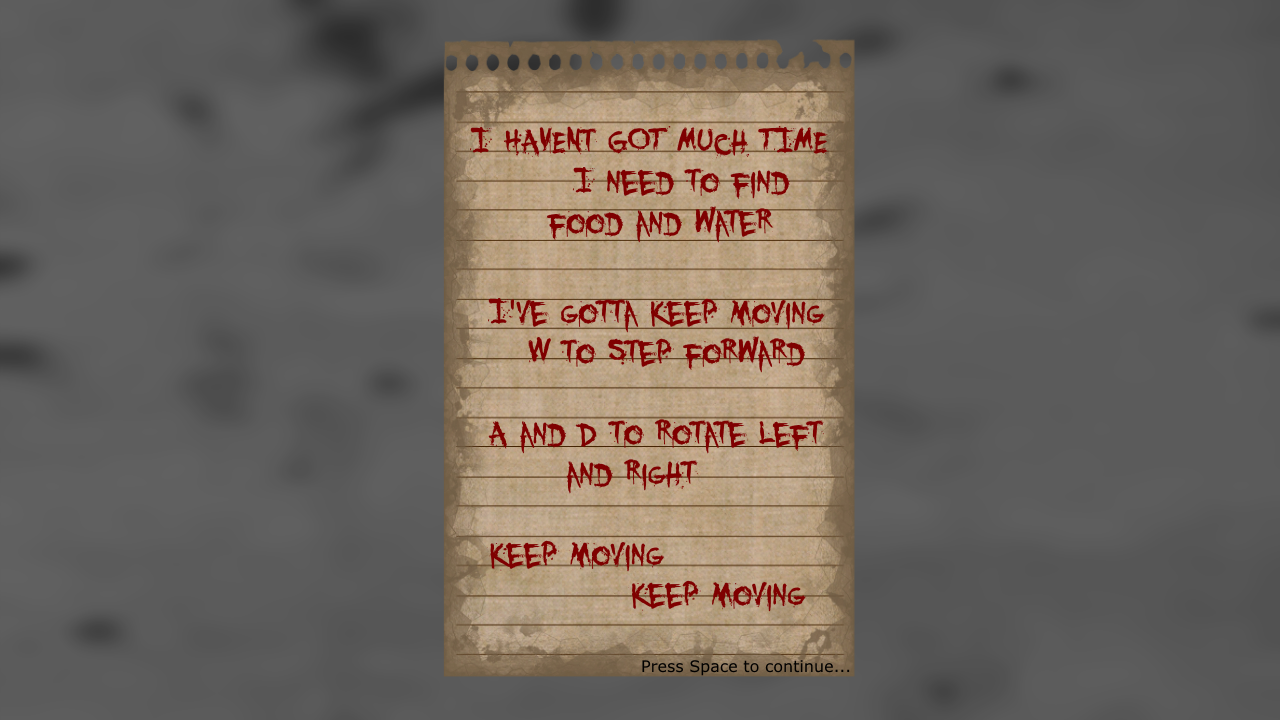 I HAVENT GOT MUCH TIME
I NEED TO FIND
FOOD AND WATER
I'VE GOTTA KEEP MOVING
W TO STEP FORWARD
A AND D TO ROTATE LEFT
AND RIGHT
KEEP MOVING
KEEP MOVING
Press Space to continue...